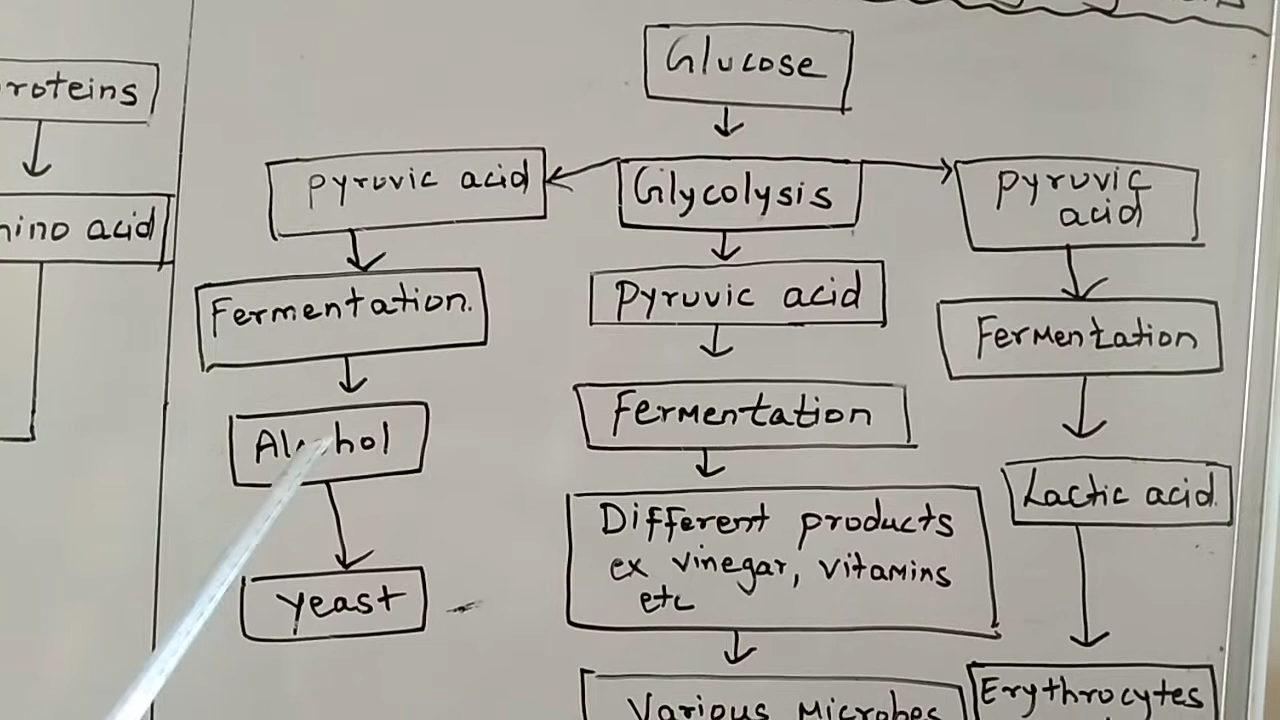 roteins
mino acid
Glucose
Glycolysis
Pyruvic acid
Fermentation.
Alcohol
Yeast
Pyruvic acid
Fermentation
Different products
ex vinegar, vitamins
etc
Various Microbes
Pyruvic
acid
Fermentation
Lactic acid
Erythrocytes